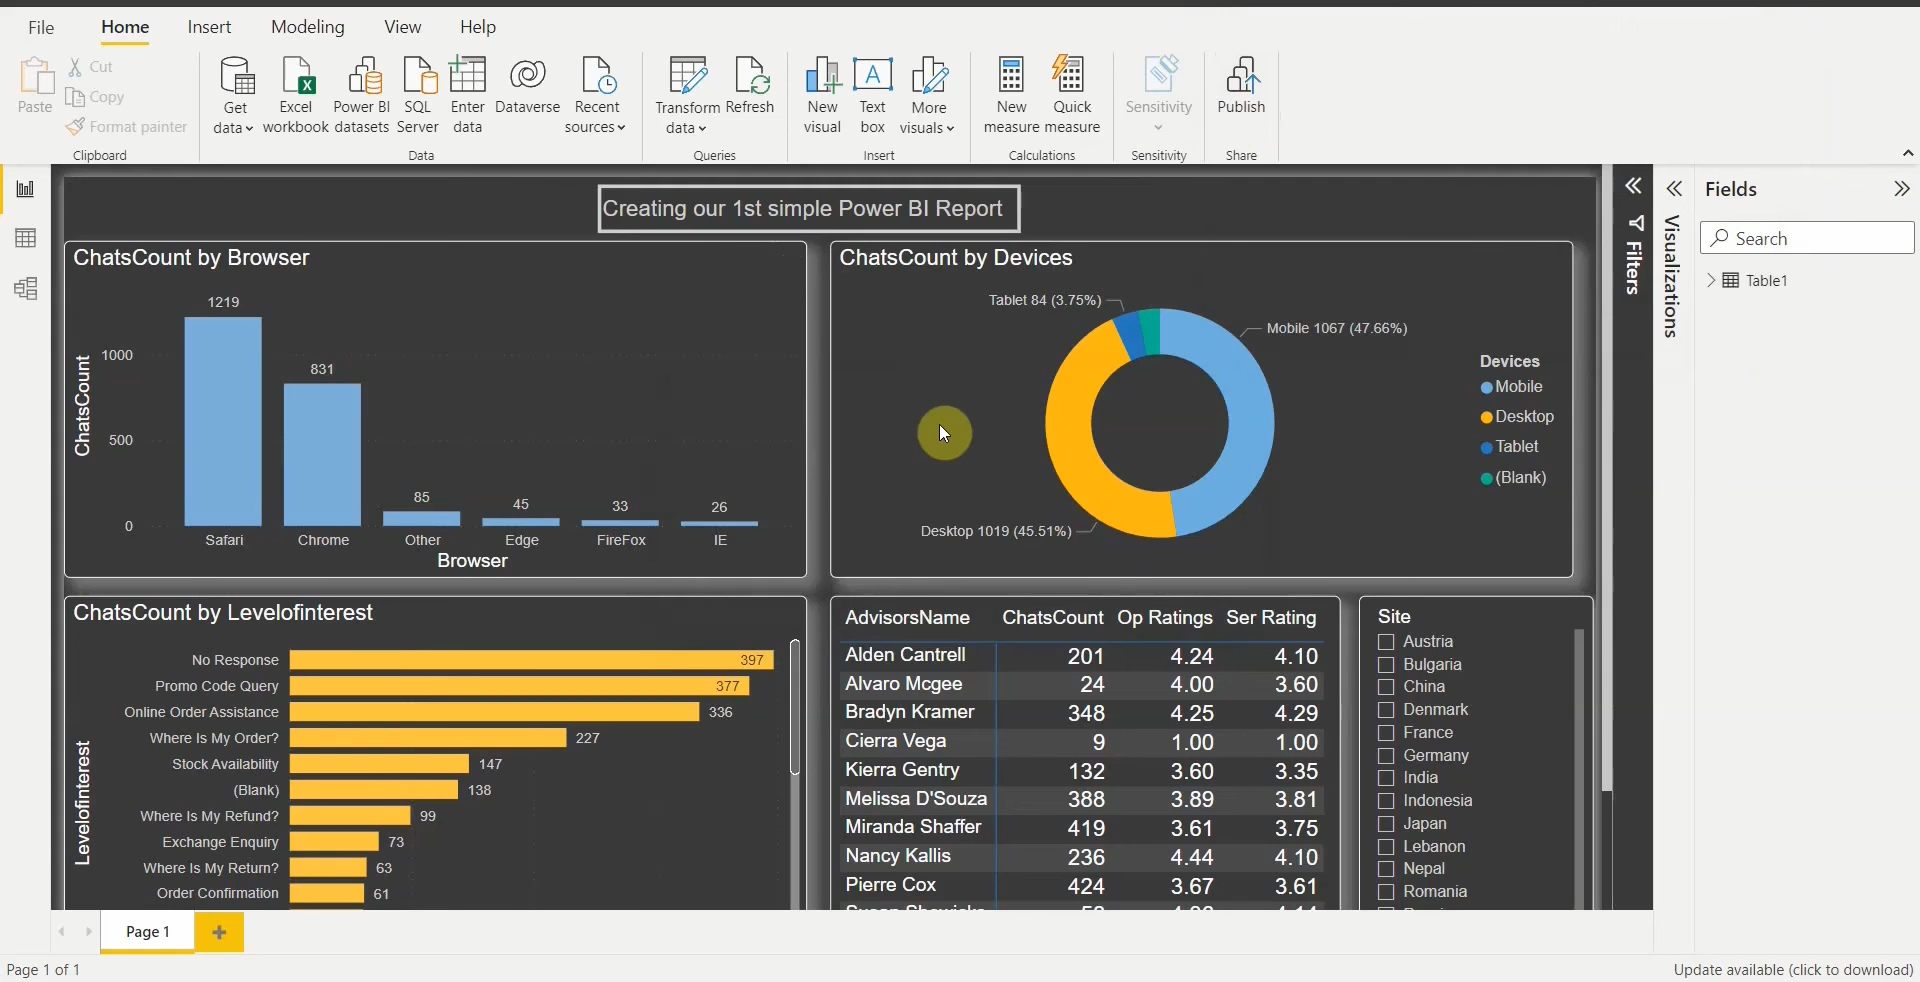 File Home Insert Modeling View Help
Paste
Cut
Copy
Format painter
Clipboard
Get data
Excel workbook
Power BI datasets
SQL Server
Enter data
Dataverse
Recent sources
Data
Transform data
Refresh
Queries
New visual
Text box
More visuals
Insert
New measure
Quick measure
Calculations
Sensitivity
Sensitivity
Publish
Share
Creating our 1st simple Power BI Report
ChatsCount by Browser
ChatsCount
1000
500
0
1219
831
85
45
33
26
Safari Chrome Other Edge FireFox IE
Browser
ChatsCount by Devices
Tablet 84 (3.75%)
Mobile 1067 (47.66%)
Desktop 1019 (45.51%)
Devices
Mobile
Desktop
Tablet
(Blank)
ChatsCount by Levelofinterest
Levelofinterest
No Response 397
Promo Code Query 377
Online Order Assistance 336
Where Is My Order? 227
Stock Availability 147
(Blank) 138
Where Is My Refund? 99
Exchange Enquiry 73
Where Is My Return? 63
Order Confirmation 61
AdvisorsName ChatsCount Op Ratings Ser Rating
Alden Cantrell 201 4.24 4.10
Alvaro Mcgee 24 4.00 3.60
Bradyn Kramer 348 4.25 4.29
Cierra Vega 9 1.00 1.00
Kierra Gentry 132 3.60 3.35
Melissa D'Souza 388 3.89 3.81
Miranda Shaffer 419 3.61 3.75
Nancy Kallis 236 4.44 4.10
Pierre Cox 424 3.67 3.61
Site
Austria
Bulgaria
China
Denmark
France
Germany
India
Indonesia
Japan
Lebanon
Nepal
Romania
Filters
Visualizations
Fields
Search
Table1
Page 1
Page 1 of 1
Update available (click to download)